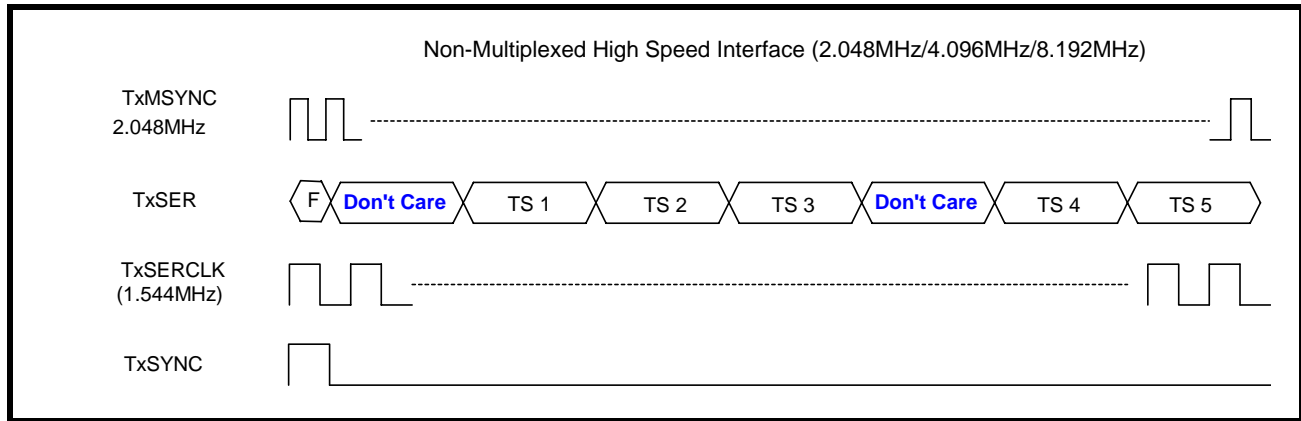 Non-Multiplexed High Speed Interface (2.048MHz/4.096MHz/8.192MHz)
TxMSYNC
2.048MHz
TxSER
F Don't Care TS 1 TS 2 TS 3 Don't Care TS 4 TS 5
TxSERCLK
(1.544MHz)
TxSYNC